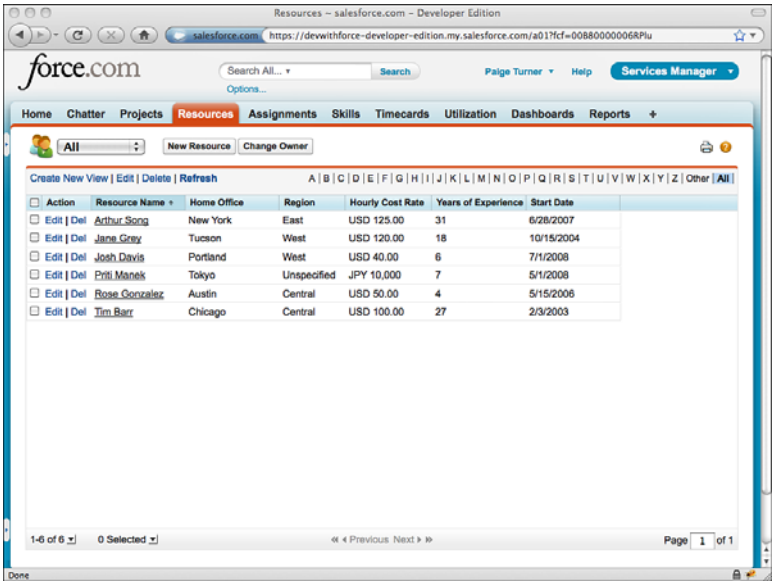 Resources ~ salesforce.com – Developer Edition
salesforce.com https://devwithforce-developer-edition.my.salesforce.com/a01?fcf=00B80000006RPlu
force.com Search All... Search Paige Turner Help Services Manager
Options...
Home Chatter Projects Resources Assignments Skills Timecards Utilization Dashboards Reports +
All New Resource Change Owner
Create New View | Edit | Delete | Refresh A | B | C | D | E | F | G | H | I | J | K | L | M | N | O | P | Q | R | S | T | U | V | W | X | Y | Z | Other | All
Action Resource Name Home Office Region Hourly Cost Rate Years of Experience Start Date
Edit | Del Arthur Song New York East USD 125.00 31 6/28/2007
Edit | Del Jane Grey Tucson West USD 120.00 18 10/15/2004
Edit | Del Josh Davis Portland West USD 40.00 6 7/1/2008
Edit | Del Priti Manek Tokyo Unspecified JPY 10,000 7 5/1/2008
Edit | Del Rose Gonzalez Austin Central USD 50.00 4 5/15/2006
Edit | Del Tim Barr Chicago Central USD 100.00 27 2/3/2003
1-6 of 6 0 Selected Previous Next Page 1 of 1
Done